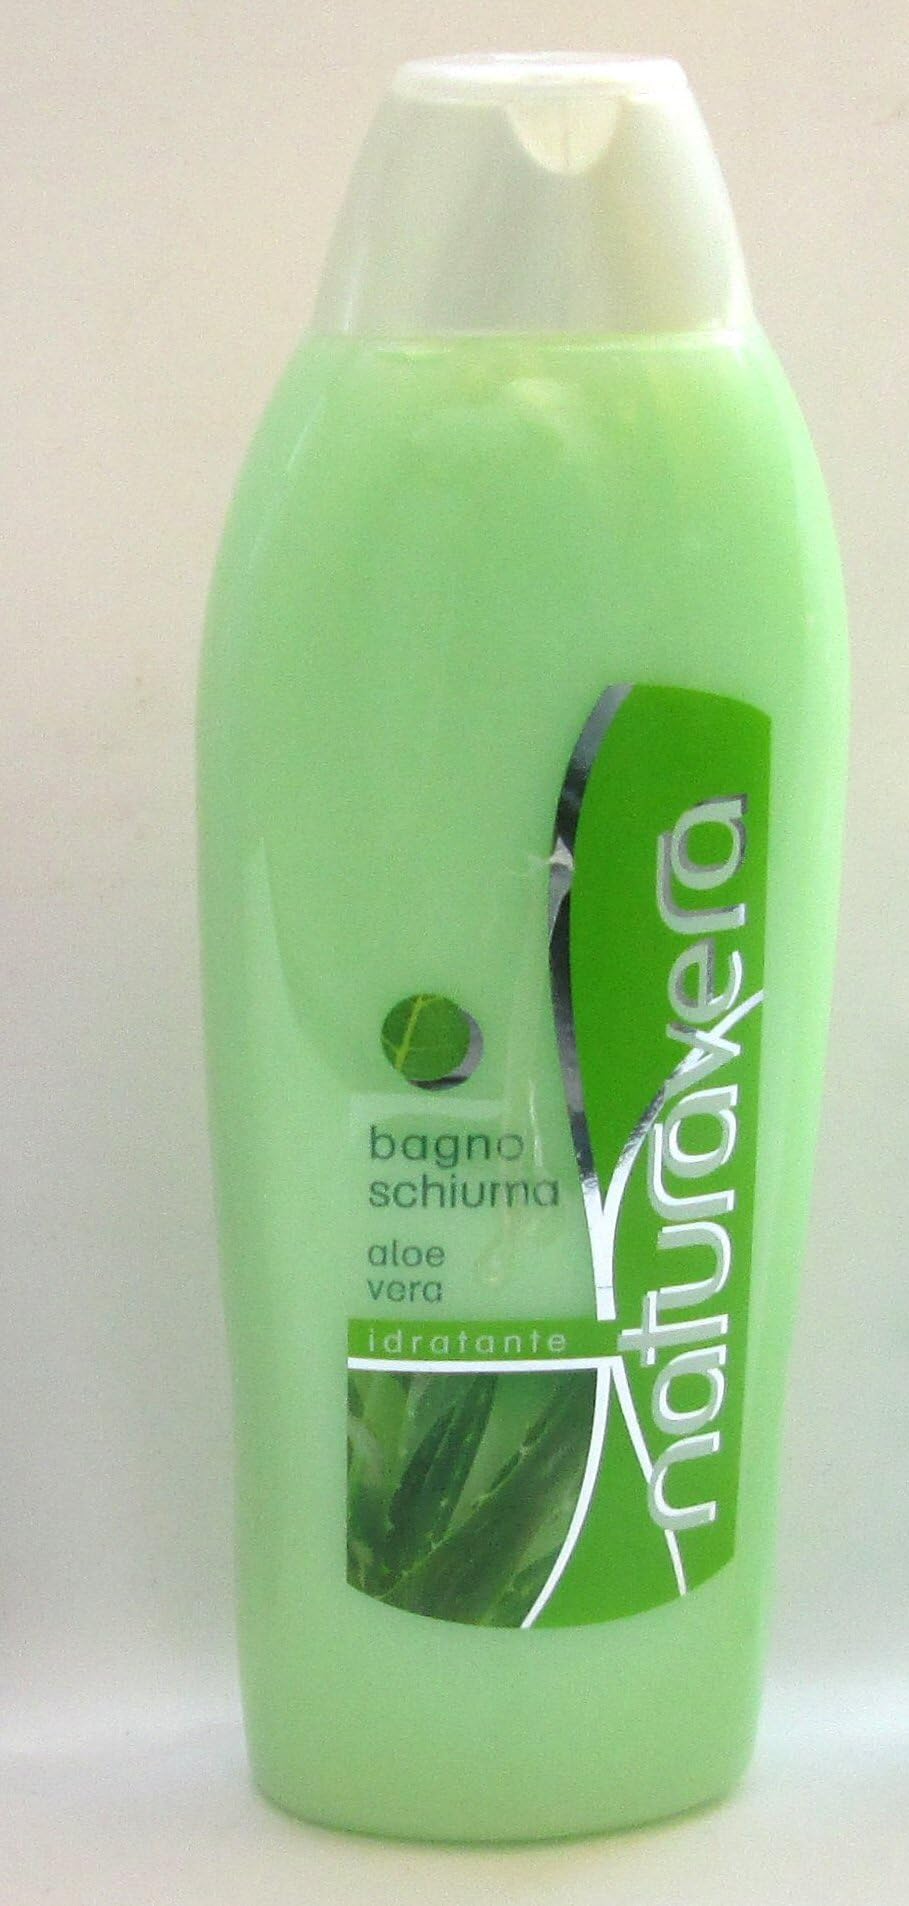 naturavera
bagno
schiuma
aloe
vera
idratante